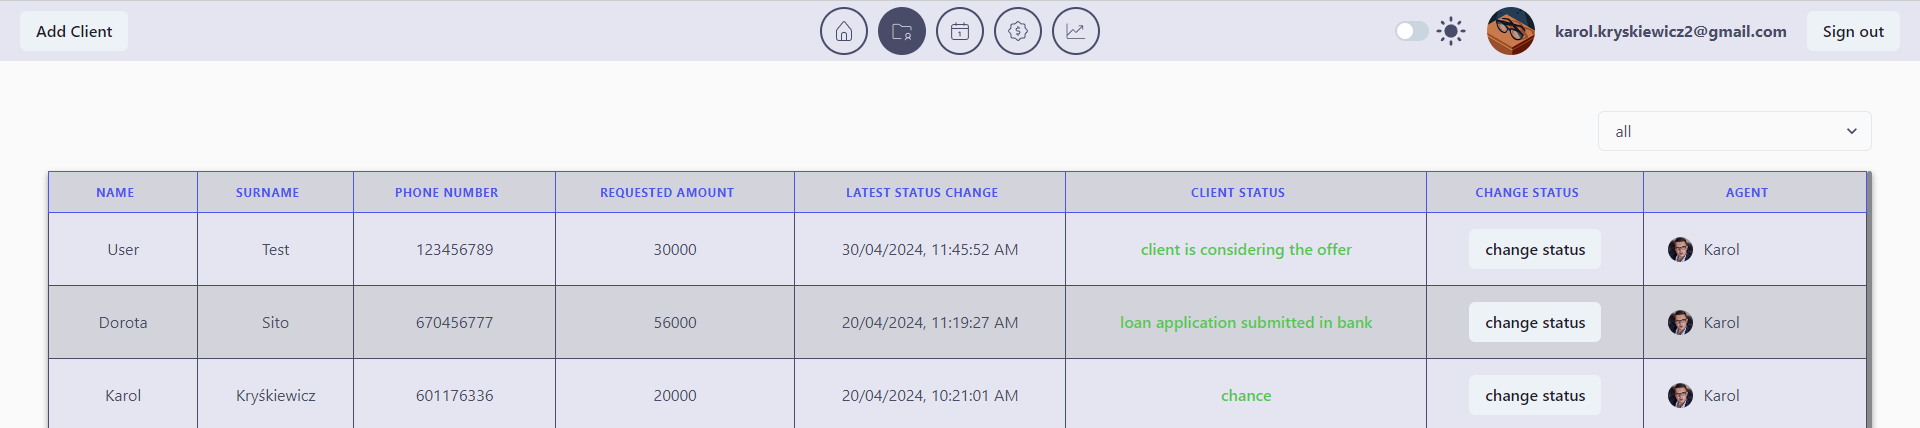 Add Client
1
$
karol.kryskiewicz2@gmail.com
Sign out
all
NAME SURNAME PHONE NUMBER REQUESTED AMOUNT LATEST STATUS CHANGE CLIENT STATUS CHANGE STATUS AGENT
User Test 123456789 30000 30/04/2024, 11:45:52 AM client is considering the offer change status Karol
Dorota Sito 670456777 56000 20/04/2024, 11:19:27 AM loan application submitted in bank change status Karol
Karol Kryśkiewicz 601176336 20000 20/04/2024, 10:21:01 AM chance change status Karol